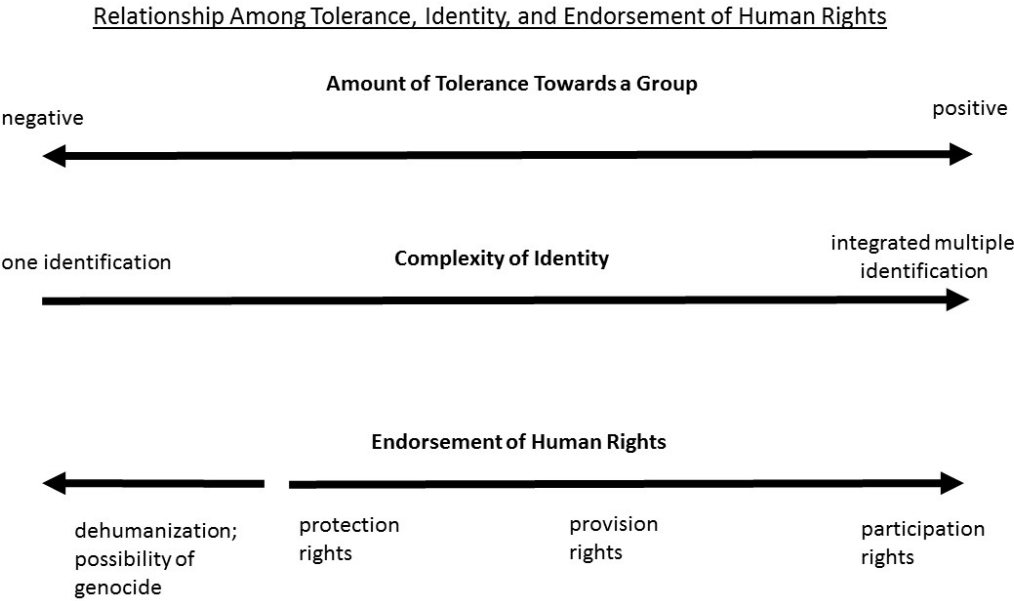 Relationship Among Tolerance, Identity, and Endorsement of Human Rights
Amount of Tolerance Towards a Group
negative
positive
one identification
Complexity of Identity
integrated multiple
identification
Endorsement of Human Rights
dehumanization;
possibility of
genocide
protection
rights
provision
rights
participation
rights